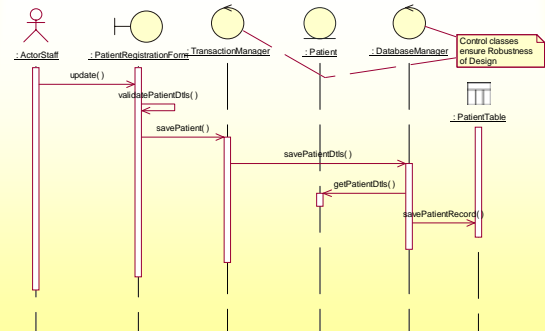 : ActorStaff
: PatientRegistrationForm
: TransactionManager
: Patient
: DatabaseManager
Control classes
ensure Robustness
of Design
: PatientTable
update( )
validatePatientDtls( )
savePatient( )
savePatientDtls( )
getPatientDtls( )
savePatientRecord( )